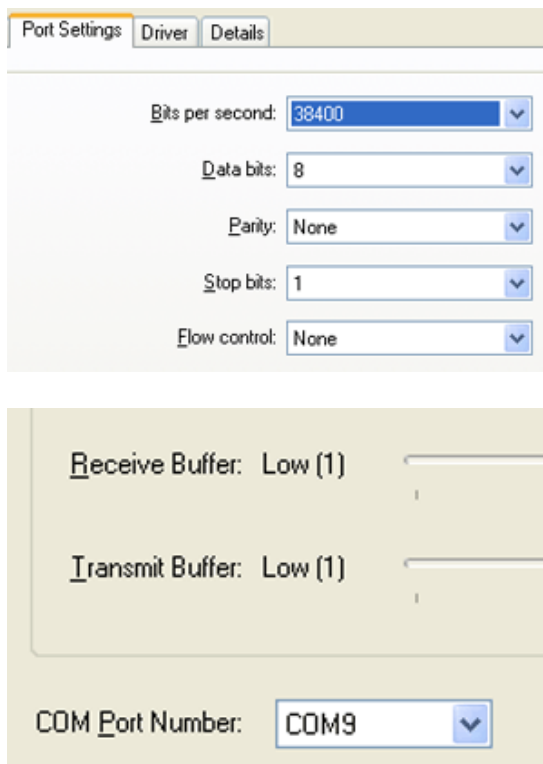 Port Settings Driver Details
Bits per second: 38400
Data bits: 8
Parity: None
Stop bits: 1
Flow control: None
Receive Buffer: Low (1)
Transmit Buffer: Low (1)
COM Port Number: COM9